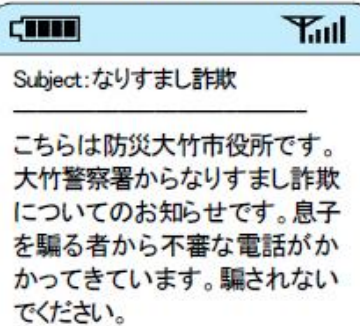 Subject:なりすまし詐欺
こちらは防災大竹市役所です。
大竹警察署からなりすまし詐欺
についてのお知らせです。息子
を騙る者から不審な電話がか
かってきています。騙されない
でください。